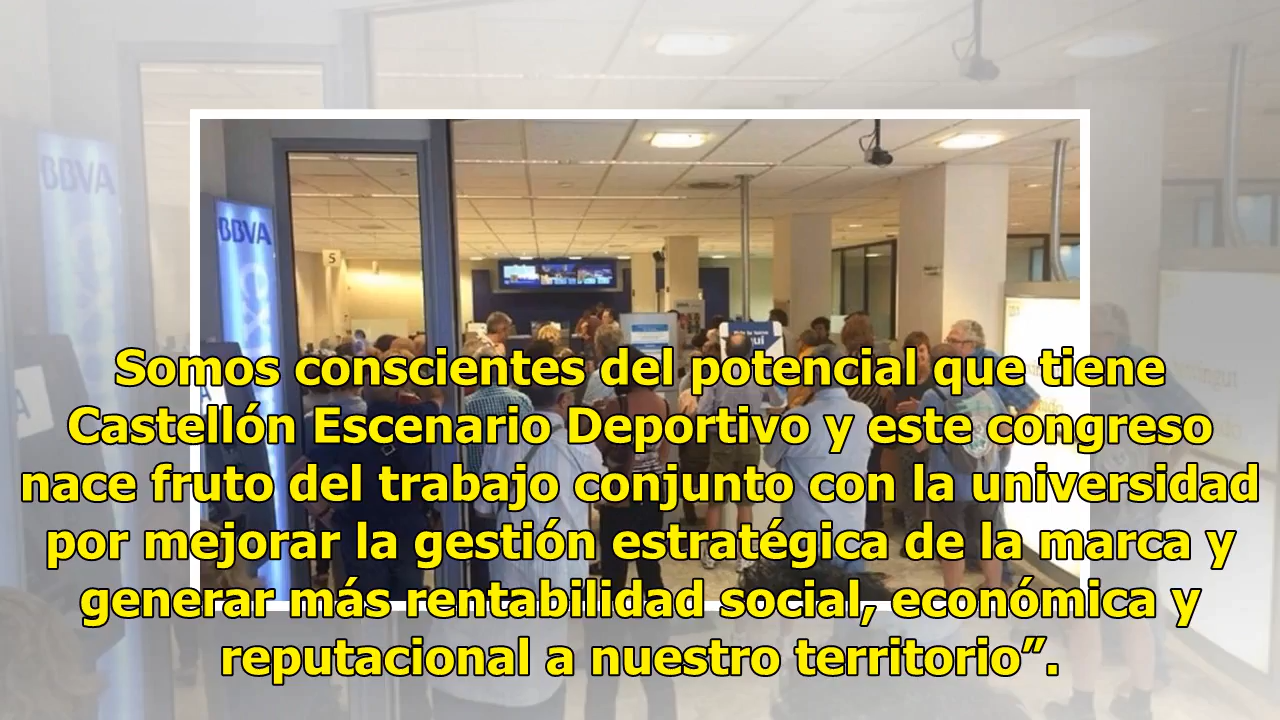 BBVA
BBVA
5
Somos conscientes del potencial que tiene
Castellón Escenario Deportivo y este congreso
nace fruto del trabajo conjunto con la universidad
por mejorar la gestión estratégica de la marca y
generar más rentabilidad social, económica y
reputacional a nuestro territorio”.